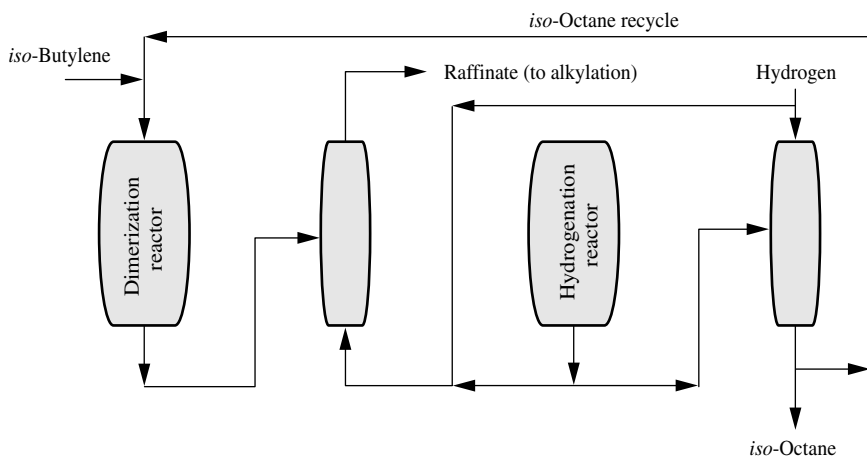 iso-Octane recycle
iso-Butylene
Raffinate (to alkylation)
Hydrogen
Dimerization
reactor
Hydrogenation
reactor
iso-Octane